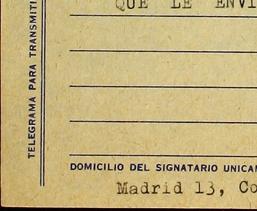 QUE LE ENVI
TELEGRAMA PARA TRANSMITI
DOMICILIO DEL SIGNATARIO UNICAM
Madrid 13, Co